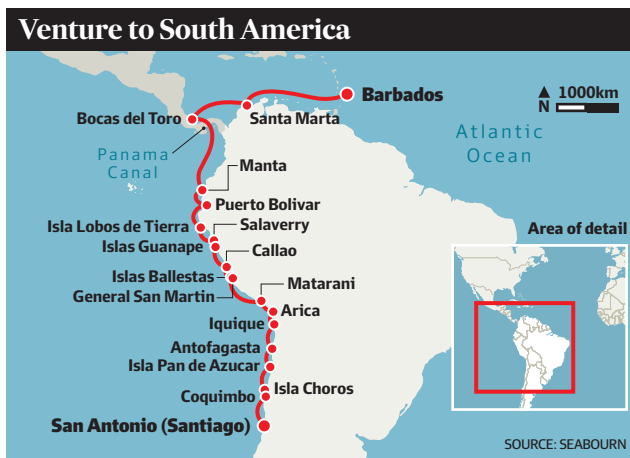 Venture to South America
Barbados
1000km
N
Bocas del Toro
Santa Marta
Atlantic
Ocean
Panama
Canal
Manta
Puerto Bolivar
Isla Lobos de Tierra
Salaverry
Area of detail
Islas Guanape
Callao
Islas Ballestas
Matarani
General San Martin
Arica
Iquique
Antofagasta
Isla Pan de Azucar
Isla Choros
Coquimbo
San Antonio (Santiago)
SOURCE: SEABOURN